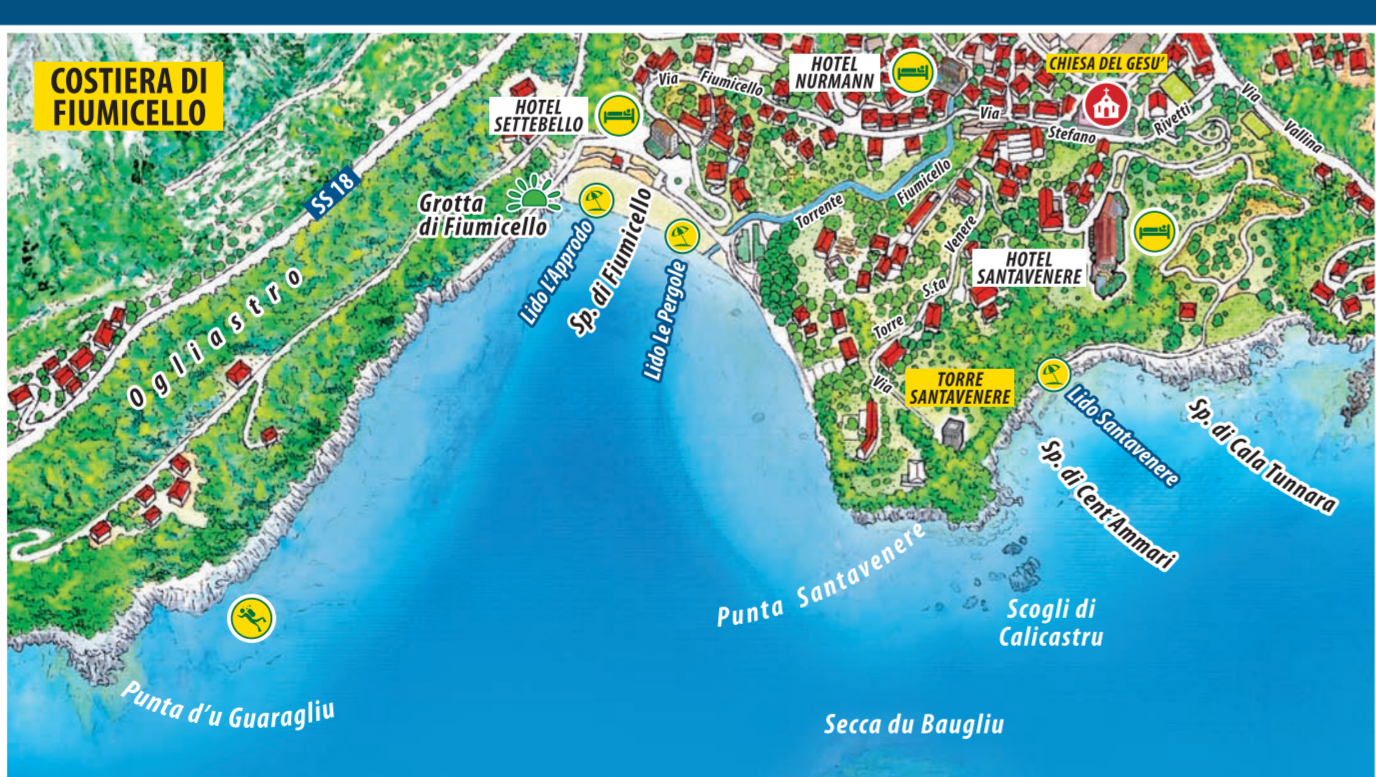 COSTIERA DI
FIUMICELLO
HOTEL
SETTEBELLO
Via Fiumicello
HOTEL
NURMANN
CHIESA DEL GESU'
Via Stefano Rivetti
Via Vallina
SS 18
Grotta
di Fiumicello
Lido L'Approdo
Sp. di Fiumicello
Lido Le Pergole
Torrente Fiumicello
HOTEL
SANTAVENERE
Via Torre S.ta Venere
Ogliastro
TORRE
SANTAVENERE
Lido Santavenere
Sp. di Cala Tunnara
Sp. di Cent'Ammari
Punta Santavenere
Scogli di
Calicastru
Punta d'u Guaragliu
Secca du Baugliu